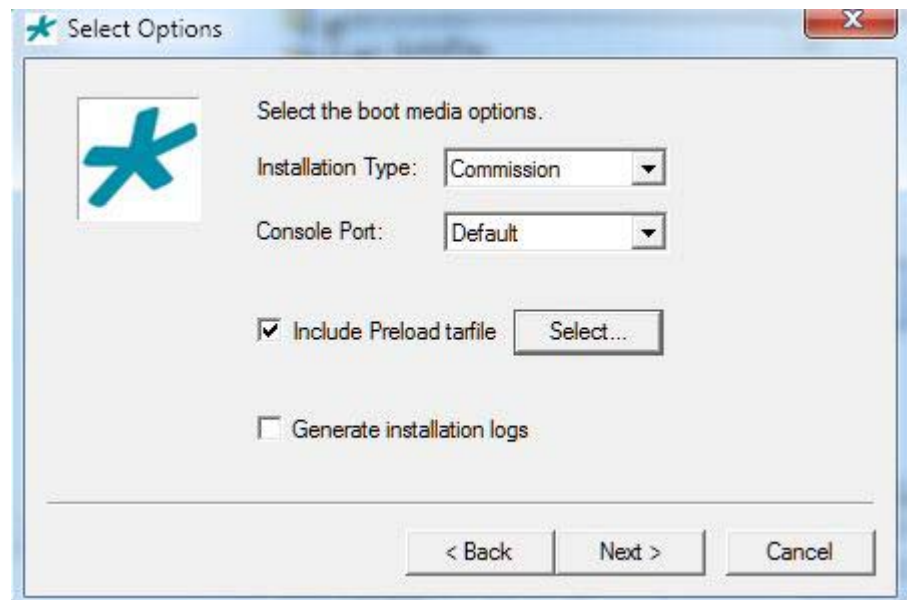 Select Options
Select the boot media options.
Installation Type: Commission
Console Port: Default
Include Preload tarfile Select...
Generate installation logs
< Back Next > Cancel